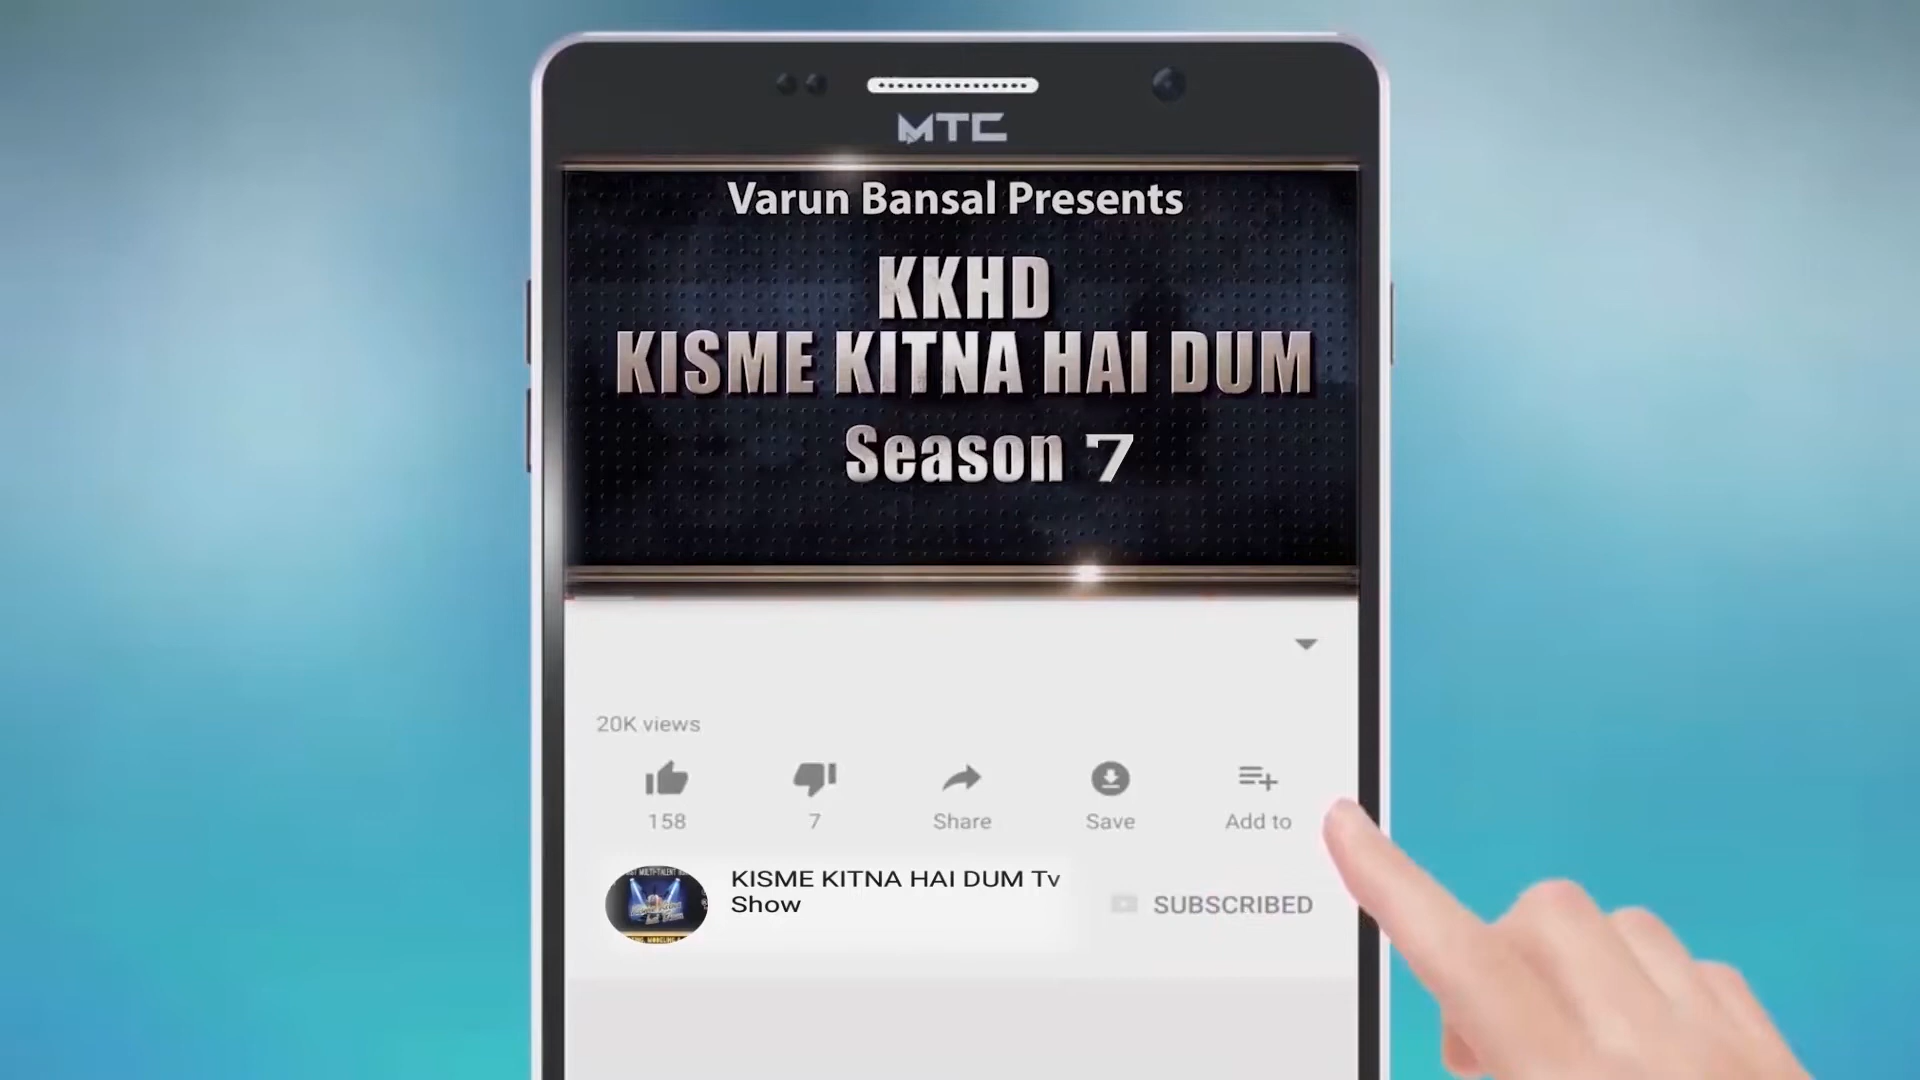 MTC
Varun Bansal Presents
KKHD
KISME KITNA HAI DUM
Season 7
20K views
158
7
Share
Save
Add to
KISME KITNA HAI DUM Tv
Show
SUBSCRIBED